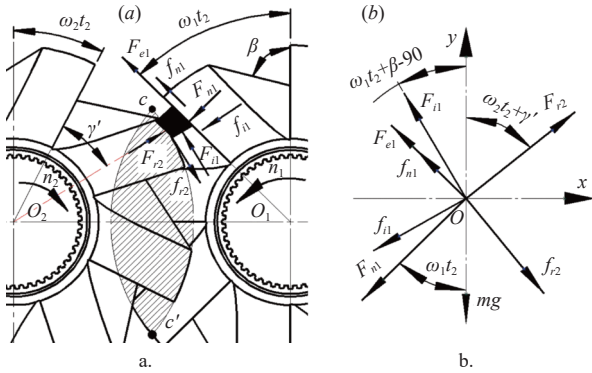 (a)
ω₂t₂
ω₁t₂
β
Fₑ₁
fₙ₁
Fₙ₁
c
fᵢ₁
γ'
Fᵣ₂
Fᵢ₁
fᵣ₂
n₂
n₁
O₂
O₁
c'
a.
(b)
y
ω₁t₂+β-90
Fᵢ₁
ω₂t₂+γ'
Fᵣ₂
Fₑ₁
fₙ₁
x
O
fᵢ₁
Fₙ₁
ω₁t₂
fᵣ₂
mg
b.